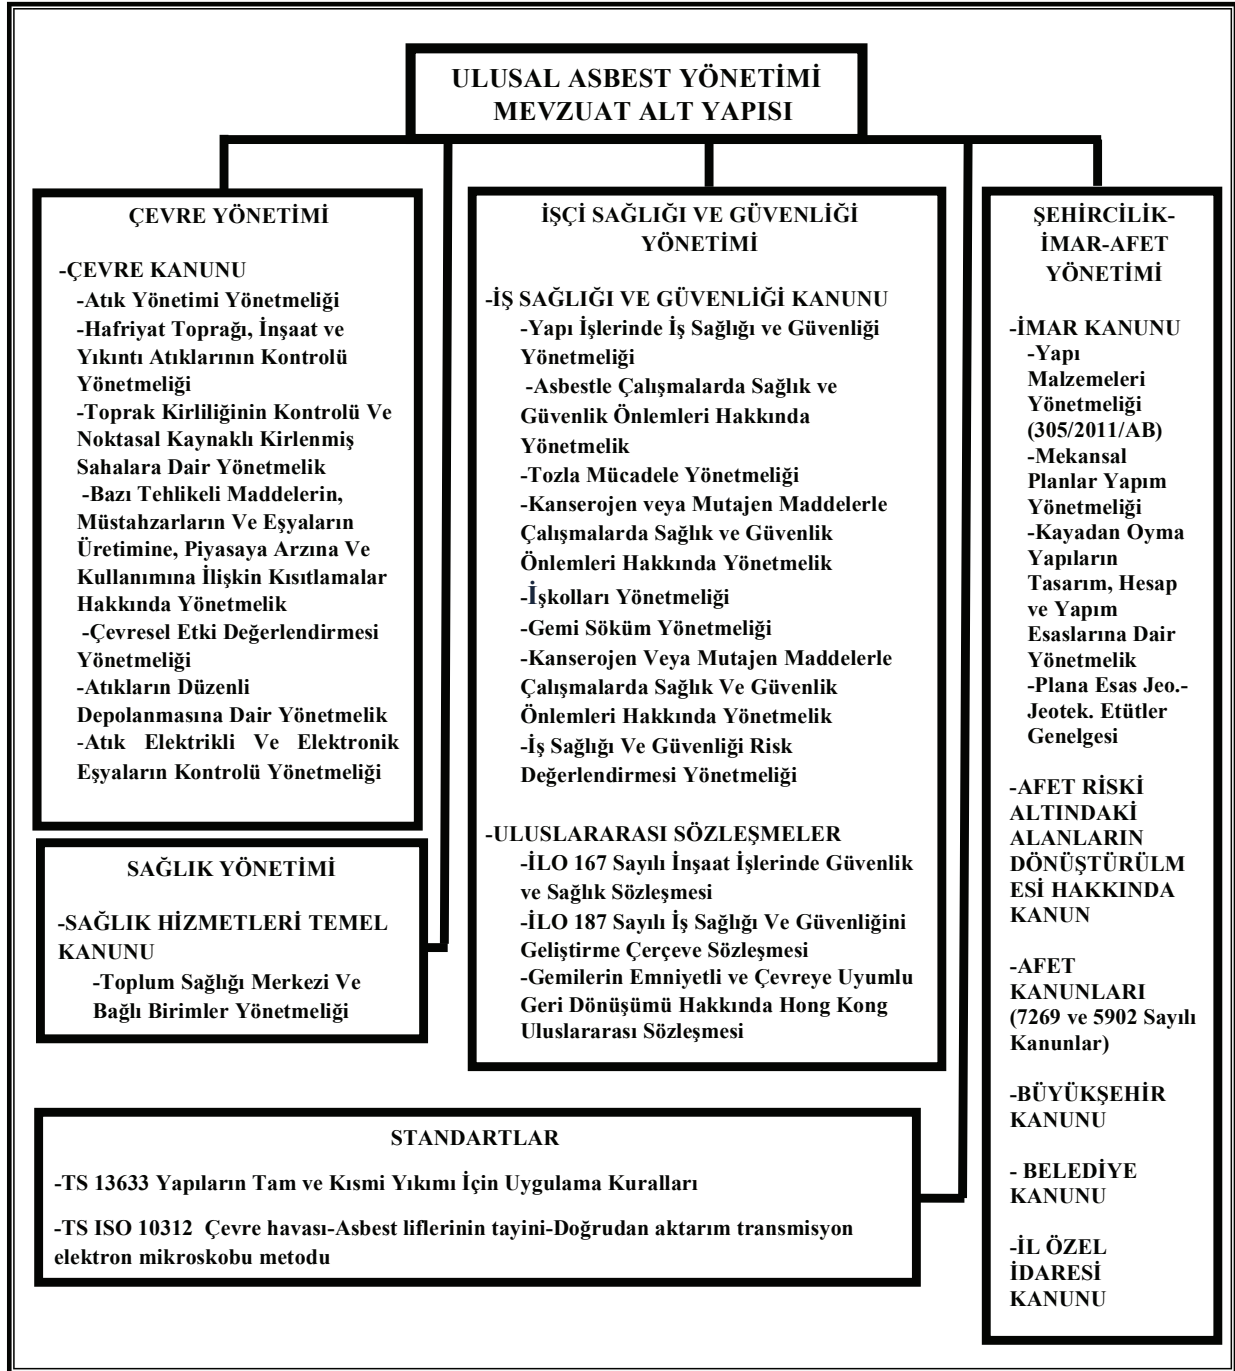 ULUSAL ASBEST YÖNETİMİ
MEVZUAT ALT YAPISI
ÇEVRE YÖNETİMİ
-ÇEVRE KANUNU
-Atık Yönetimi Yönetmeliği
-Hafriyat Toprağı, İnşaat ve
Yıkıntı Atıklarının Kontrolü
Yönetmeliği
-Toprak Kirliliğinin Kontrolü Ve
Noktasal Kaynaklı Kirlenmiş
Sahalara Dair Yönetmelik
-Bazı Tehlikeli Maddelerin,
Müstahzarların Ve Eşyaların
Üretimine, Piyasaya Arzına Ve
Kullanımına İlişkin Kısıtlamalar
Hakkında Yönetmelik
-Çevresel Etki Değerlendirmesi
Yönetmeliği
-Atıkların Düzenli
Depolanmasına Dair Yönetmelik
-Atık Elektrikli Ve Elektronik
Eşyaların Kontrolü Yönetmeliği
SAĞLIK YÖNETİMİ
-SAĞLIK HİZMETLERİ TEMEL
KANUNU
-Toplum Sağlığı Merkezi Ve
Bağlı Birimler Yönetmeliği
İŞÇİ SAĞLIĞI VE GÜVENLİĞİ
YÖNETİMİ
-İŞ SAĞLIĞI VE GÜVENLİĞİ KANUNU
-Yapı İşlerinde İş Sağlığı ve Güvenliği
Yönetmeliği
-Asbestle Çalışmalarda Sağlık ve
Güvenlik Önlemleri Hakkında
Yönetmelik
-Tozla Mücadele Yönetmeliği
-Kanserojen veya Mutajen Maddelerle
Çalışmalarda Sağlık ve Güvenlik
Önlemleri Hakkında Yönetmelik
-İşkolları Yönetmeliği
-Gemi Söküm Yönetmeliği
-Kanserojen Veya Mutajen Maddelerle
Çalışmalarda Sağlık Ve Güvenlik
Önlemleri Hakkında Yönetmelik
-İş Sağlığı Ve Güvenliği Risk
Değerlendirmesi Yönetmeliği
-ULUSLARARASI SÖZLEŞMELER
-İLO 167 Sayılı İnşaat İşlerinde Güvenlik
ve Sağlık Sözleşmesi
-İLO 187 Sayılı İş Sağlığı Ve Güvenliğini
Geliştirme Çerçeve Sözleşmesi
-Gemilerin Emniyetli ve Çevreye Uyumlu
Geri Dönüşümü Hakkında Hong Kong
Uluslararası Sözleşmesi
ŞEHİRCİLİK-
İMAR-AFET
YÖNETİMİ
-İMAR KANUNU
-Yapı
Malzemeleri
Yönetmeliği
(305/2011/AB)
-Mekansal
Planlar Yapım
Yönetmeliği
-Kayadan Oyma
Yapıların
Tasarım, Hesap
ve Yapım
Esaslarına Dair
Yönetmelik
-Plana Esas Jeo.-
Jeotek. Etütler
Genelgesi
-AFET RİSKİ
ALTINDAKİ
ALANLARIN
DÖNÜŞTÜRÜLM
ESİ HAKKINDA
KANUN
-AFET
KANUNLARI
(7269 ve 5902 Sayılı
Kanunlar)
-BÜYÜKŞEHİR
KANUNU
- BELEDİYE
KANUNU
-İL ÖZEL
İDARESİ
KANUNU
STANDARTLAR
-TS 13633 Yapıların Tam ve Kısmi Yıkımı İçin Uygulama Kuralları
-TS ISO 10312 Çevre havası-Asbest liflerinin tayini-Doğrudan aktarım transmisyon
elektron mikroskobu metodu